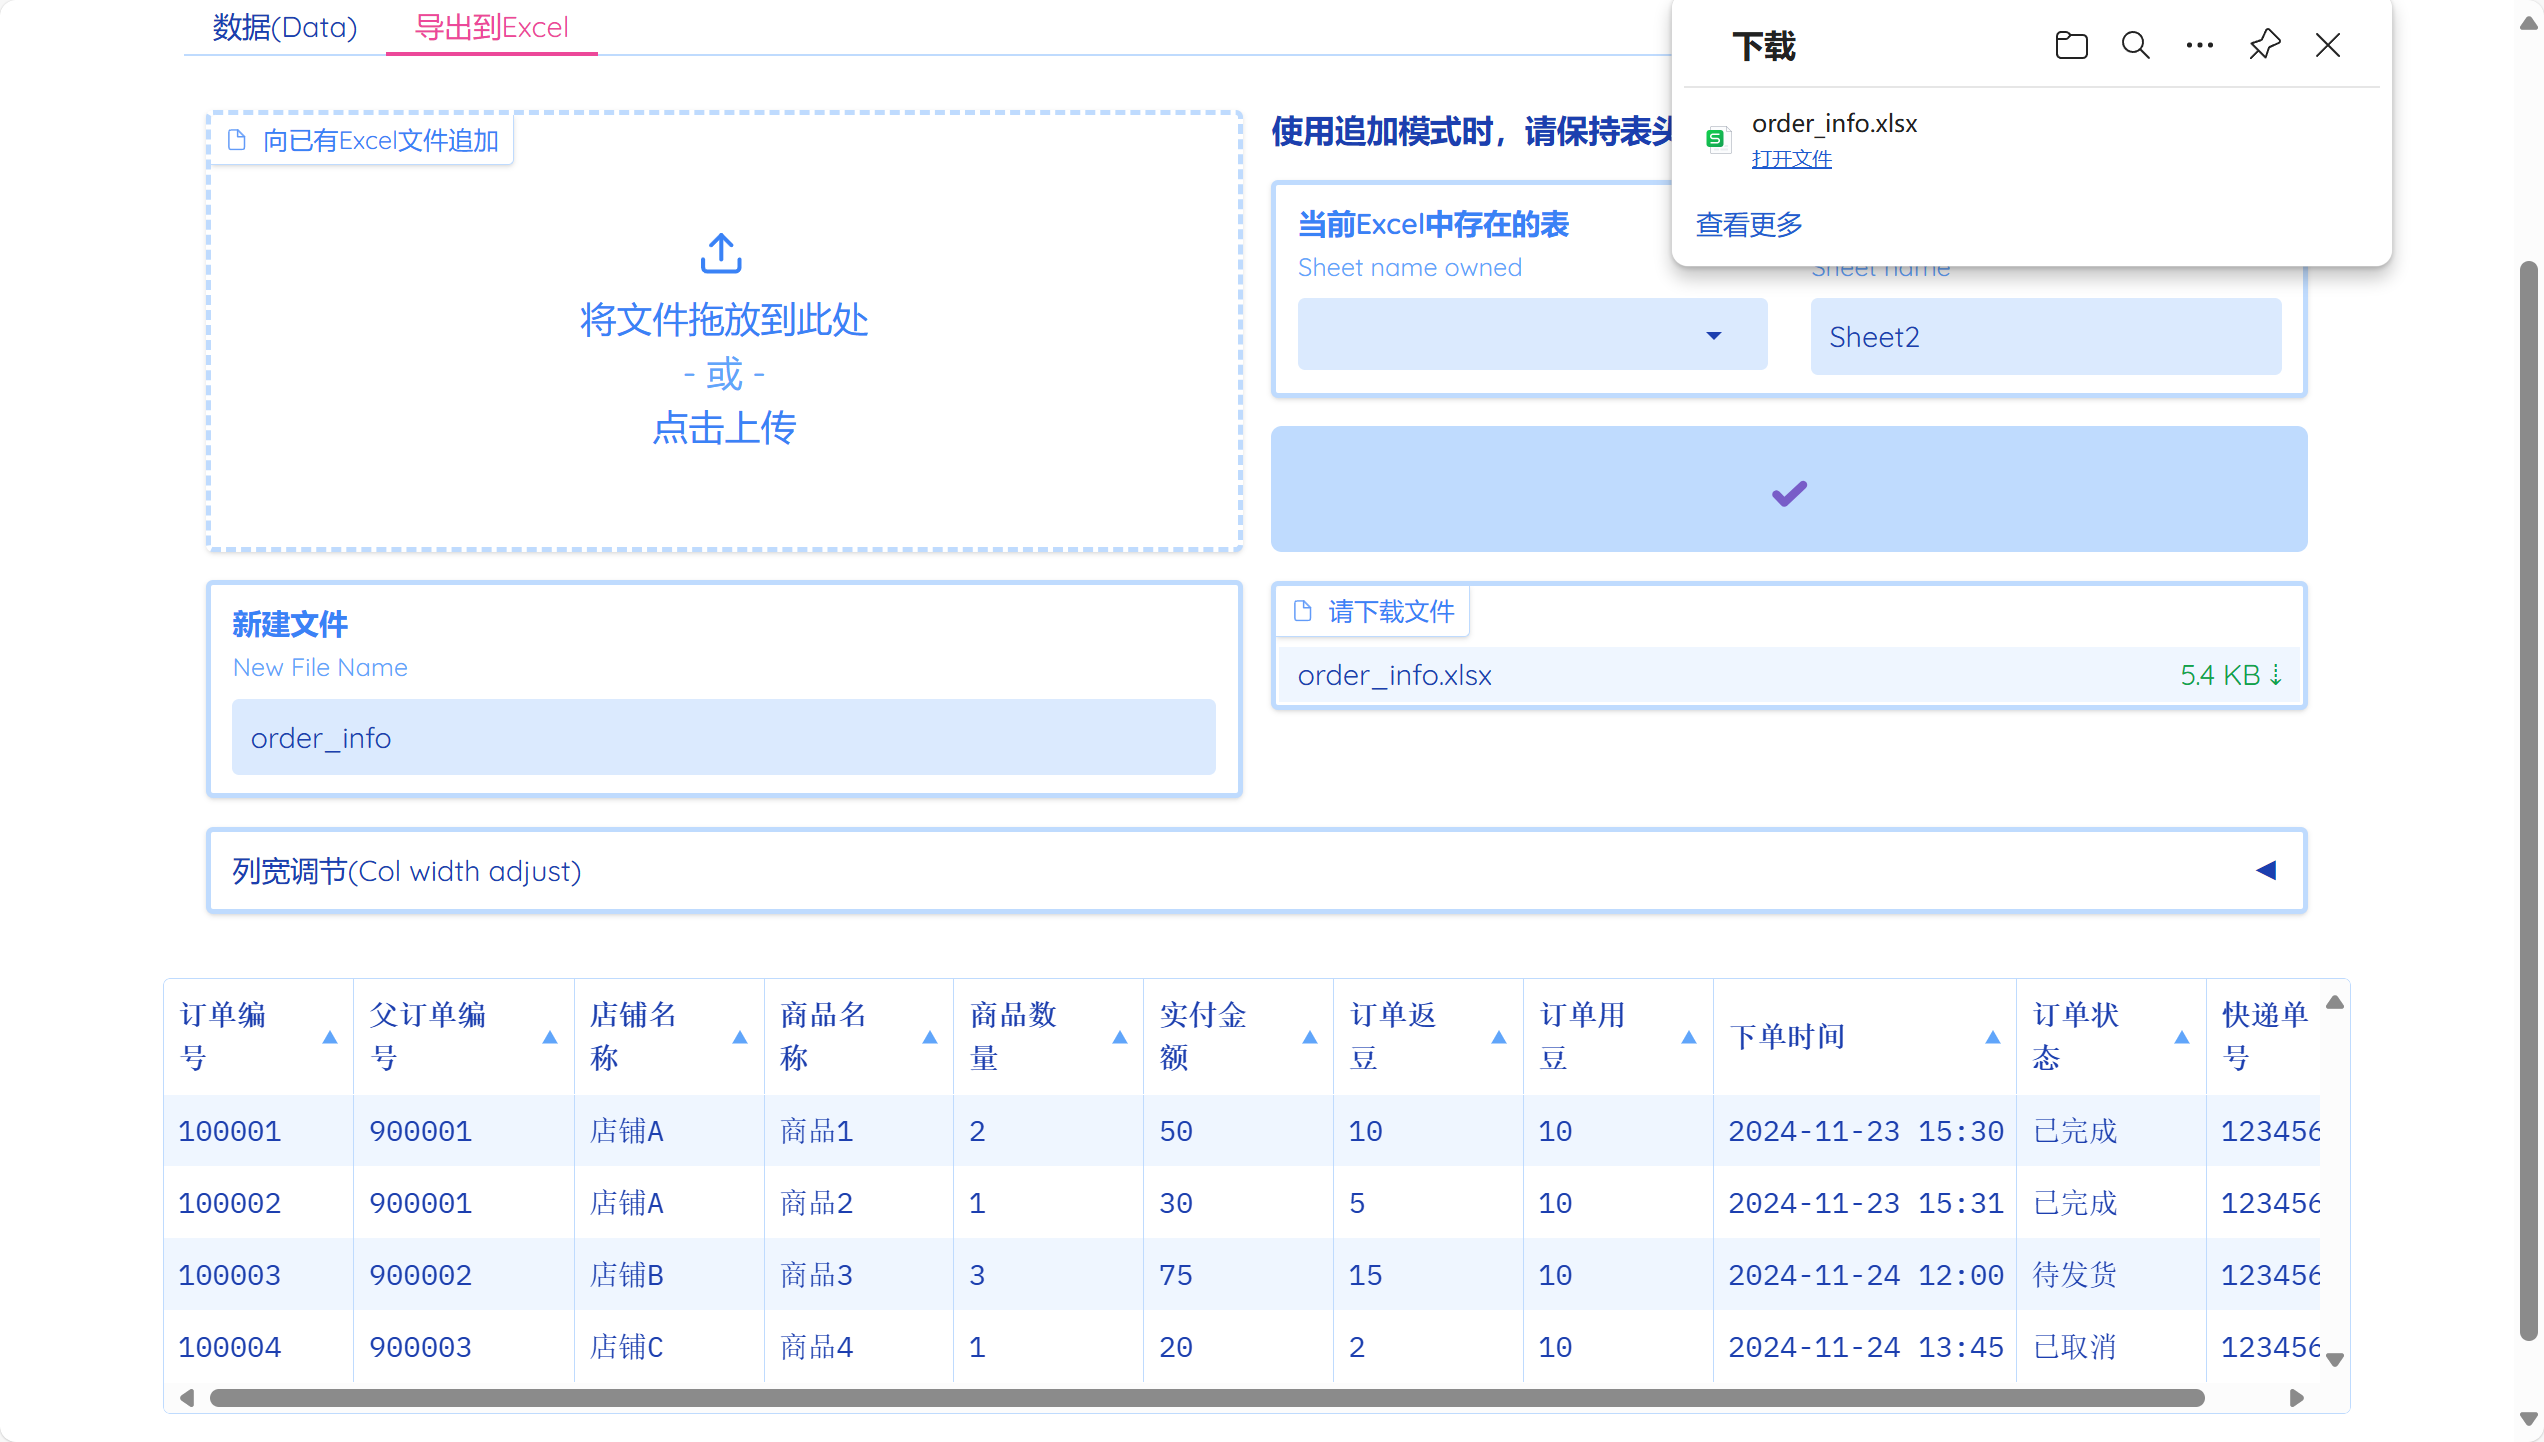 数据(Data)
导出到Excel
下载
order_info.xlsx
打开文件
查看更多
向已有Excel文件追加
将文件拖放到此处
- 或 -
点击上传
使用追加模式时，请保持表头
当前Excel中存在的表
Sheet name owned
Sheet name
Sheet2
新建文件
New File Name
order_info
请下载文件
order_info.xlsx 5.4 KB ⇣
列宽调节(Col width adjust)
订单编号 父订单编号 店铺名称 商品名称 商品数量 实付金额 订单返豆 订单用豆 下单时间 订单状态 快递单号
100001 900001 店铺A 商品1 2 50 10 10 2024-11-23 15:30 已完成 123456
100002 900001 店铺A 商品2 1 30 5 10 2024-11-23 15:31 已完成 123456
100003 900002 店铺B 商品3 3 75 15 10 2024-11-24 12:00 待发货 123456
100004 900003 店铺C 商品4 1 20 2 10 2024-11-24 13:45 已取消 123456